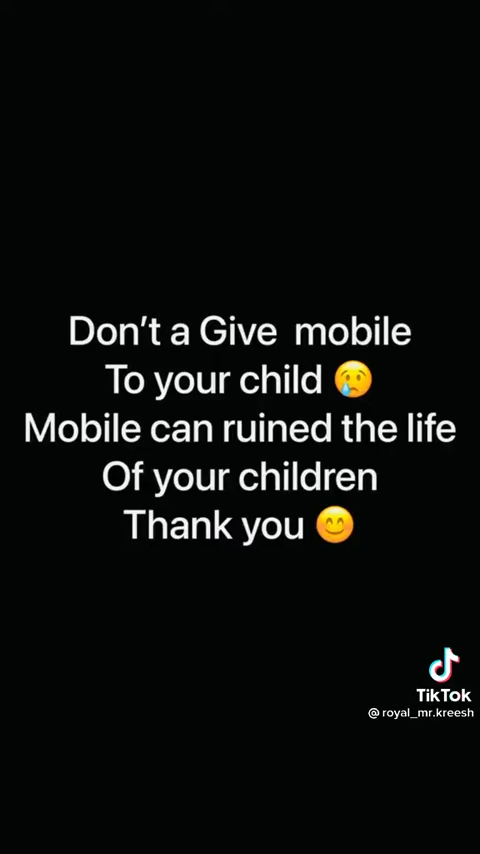 Don't a Give mobile
To your child 😢
Mobile can ruined the life
Of your children
Thank you 😊
TikTok
@royal_mr.kreesh